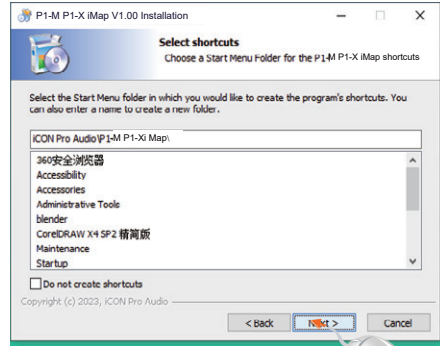 P1-M P1-X iMap V1.00 Installation
Select shortcuts
Choose a Start Menu Folder for the P1-M P1-X iMap shortcuts
Select the Start Menu folder in which you would like to create the program's shortcuts. You
can also enter a name to create a new folder.
iCON Pro Audio\P1-M P1-Xi Map\
360安全浏览器
Accessibility
Accessories
Administrative Tools
blender
CorelDRAW X4 SP2 精简版
Maintenance
Startup
Do not create shortcuts
Copyright (c) 2023, iCON Pro Audio
< Back
Next >
Cancel